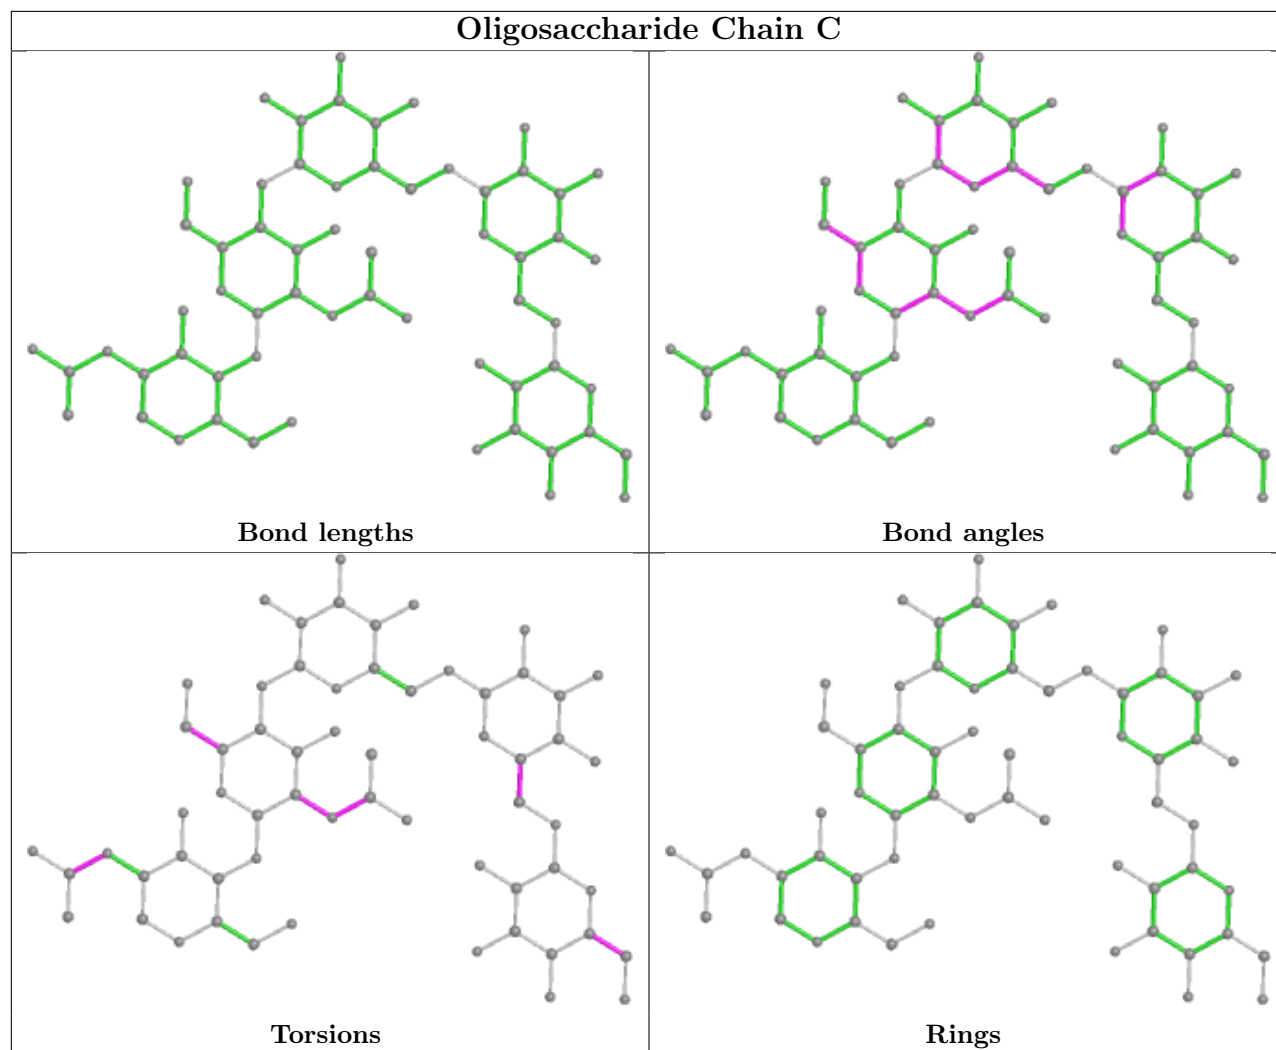 Oligosaccharide Chain C
Bond lengths
Bond angles
Torsions
Rings